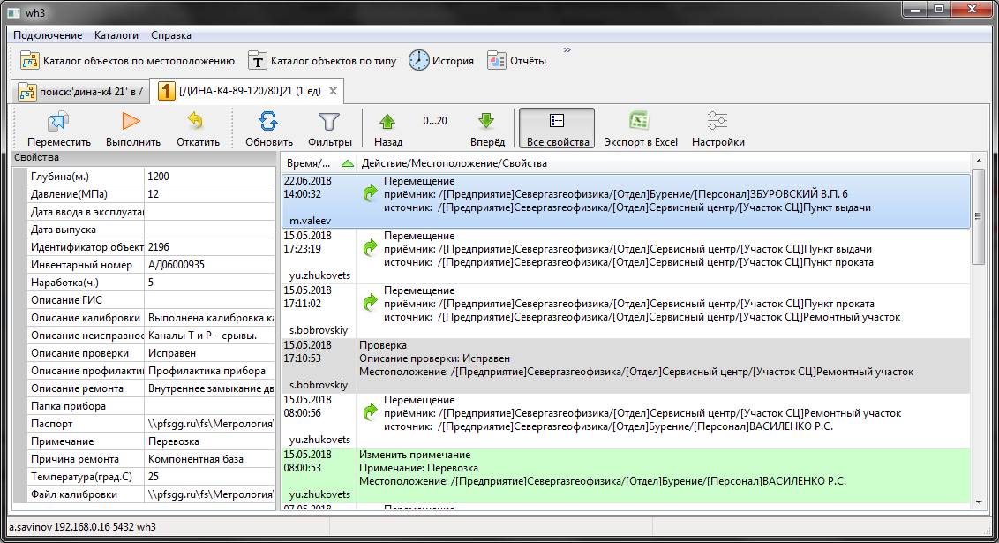 wh3
Подключение Каталоги Справка
Каталог объектов по местоположению Каталог объектов по типу История Отчёты »
поиск:'дина-к4 21' в / 1 [ДИНА-К4-89-120/80]21 (1 ед)
Переместить Выполнить Откатить Обновить Фильтры Назад 0...20 Вперёд Все свойства Экспорт в Excel Настройки
Свойства
Глубина(м.) 1200
Давление(МПа) 12
Дата ввода в эксплуата
Дата выпуска
Идентификатор объект 2196
Инвентарный номер АД06000935
Наработка(ч.) 5
Описание ГИС
Описание калибровки Выполнена калибровка ка
Описание неисправнос Каналы Т и Р - срывы.
Описание проверки Исправен
Описание профилакти Профилактика прибора
Описание ремонта Внутреннее замыкание дв
Папка прибора
Паспорт \\pfsgg.ru\fs\Метрология\
Примечание Перевозка
Причина ремонта Компонентная база
Температура(град.С) 25
Файл калибровки \\pfsgg.ru\fs\Метрология\
Время/... Действие/Местоположение/Свойства
22.06.2018 Перемещение
14:00:32 приёмник: /[Предприятие]Севергазгеофизика/[Отдел]Бурение/[Персонал]ЗБУРОВСКИЙ В.П. 6
источник: /[Предприятие]Севергазгеофизика/[Отдел]Сервисный центр/[Участок СЦ]Пункт выдачи
m.valeev
15.05.2018 Перемещение
17:23:19 приёмник: /[Предприятие]Севергазгеофизика/[Отдел]Сервисный центр/[Участок СЦ]Пункт выдачи
источник: /[Предприятие]Севергазгеофизика/[Отдел]Сервисный центр/[Участок СЦ]Пункт проката
yu.zhukovets
15.05.2018 Перемещение
17:11:02 приёмник: /[Предприятие]Севергазгеофизика/[Отдел]Сервисный центр/[Участок СЦ]Пункт проката
источник: /[Предприятие]Севергазгеофизика/[Отдел]Сервисный центр/[Участок СЦ]Ремонтный участок
s.bobrovskiy
15.05.2018 Проверка
17:10:53 Описание проверки: Исправен
Местоположение: /[Предприятие]Севергазгеофизика/[Отдел]Сервисный центр/[Участок СЦ]Ремонтный участок
s.bobrovskiy
15.05.2018 Перемещение
08:00:56 приёмник: /[Предприятие]Севергазгеофизика/[Отдел]Сервисный центр/[Участок СЦ]Ремонтный участок
источник: /[Предприятие]Севергазгеофизика/[Отдел]Бурение/[Персонал]ВАСИЛЕНКО Р.С.
yu.zhukovets
15.05.2018 Изменить примечание
08:00:53 Примечание: Перевозка
Местоположение: /[Предприятие]Севергазгеофизика/[Отдел]Бурение/[Персонал]ВАСИЛЕНКО Р.С.
yu.zhukovets
07.05.2018 Перемещение
a.savinov 192.168.0.16 5432 wh3